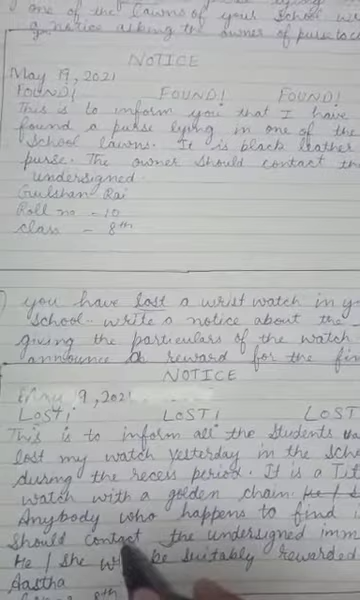 one of the lawns of your school
a notice asking the owner of purse to
NOTICE
May 19, 2021
FOUND! FOUND! FOUND!
This is to inform you that I have
found a purse lying in one of the
school lawns. It is black leather
purse. The owner should contact the
undersigned.
Gulshan Rai
Roll no - 10
class - 8th
you have lost a wrist watch in
school. write a notice about the
giving the particulars of the watch
announce a reward for the
NOTICE
May 9, 2021
LOST! LOST! LOST
This is to inform all the students
lost my watch yesterday in the
during the recess period. It is a
watch with a golden chain. He /
Anybody who happens to find
should contact the undersigned
He / She be suitably rewarded
Aastha
8th